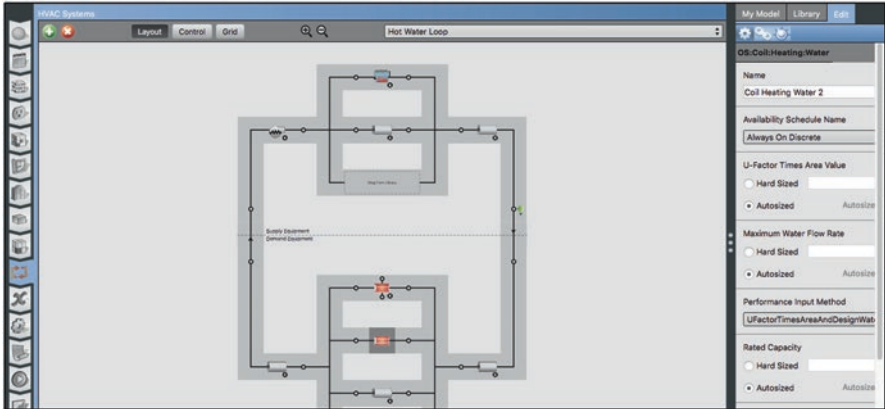 HVAC Systems
My Model
Library
Edit
Layout
Control
Grid
Hot Water Loop
OS:Coil:Heating:Water
Name
Coil Heating Water 2
Availability Schedule Name
Always On Discrete
U-Factor Times Area Value
Hard Sized
Autosized
Autosize
Maximum Water Flow Rate
Hard Sized
Autosized
Autosize
Performance Input Method
UFactorTimesAreaAndDesignWate
Rated Capacity
Hard Sized
Autosized
Autosize
Supply Equipment
Demand Equipment